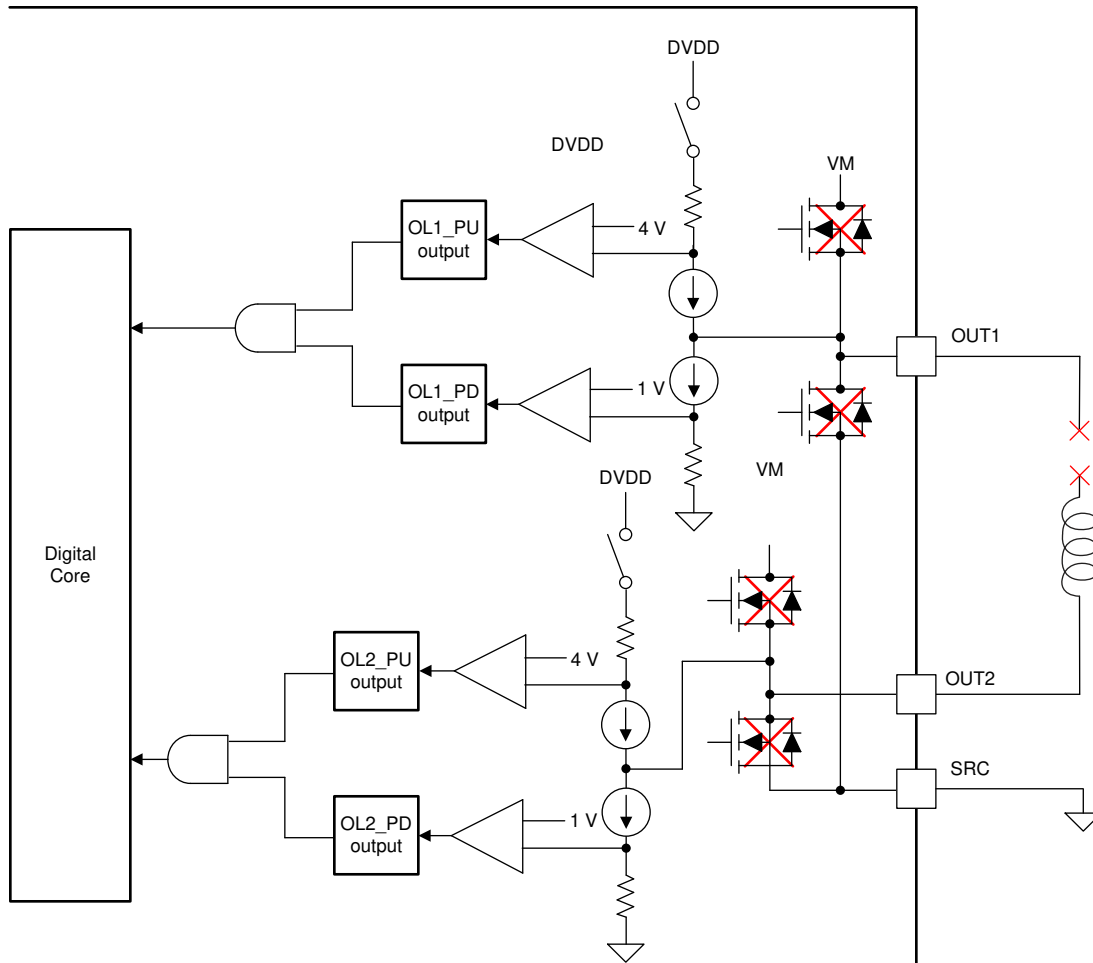 DVDD
DVDD
VM
OL1_PU
output
4 V
OUT1
OL1_PD
output
1 V
VM
DVDD
Digital
Core
OL2_PU
output
4 V
OUT2
SRC
OL2_PD
output
1 V